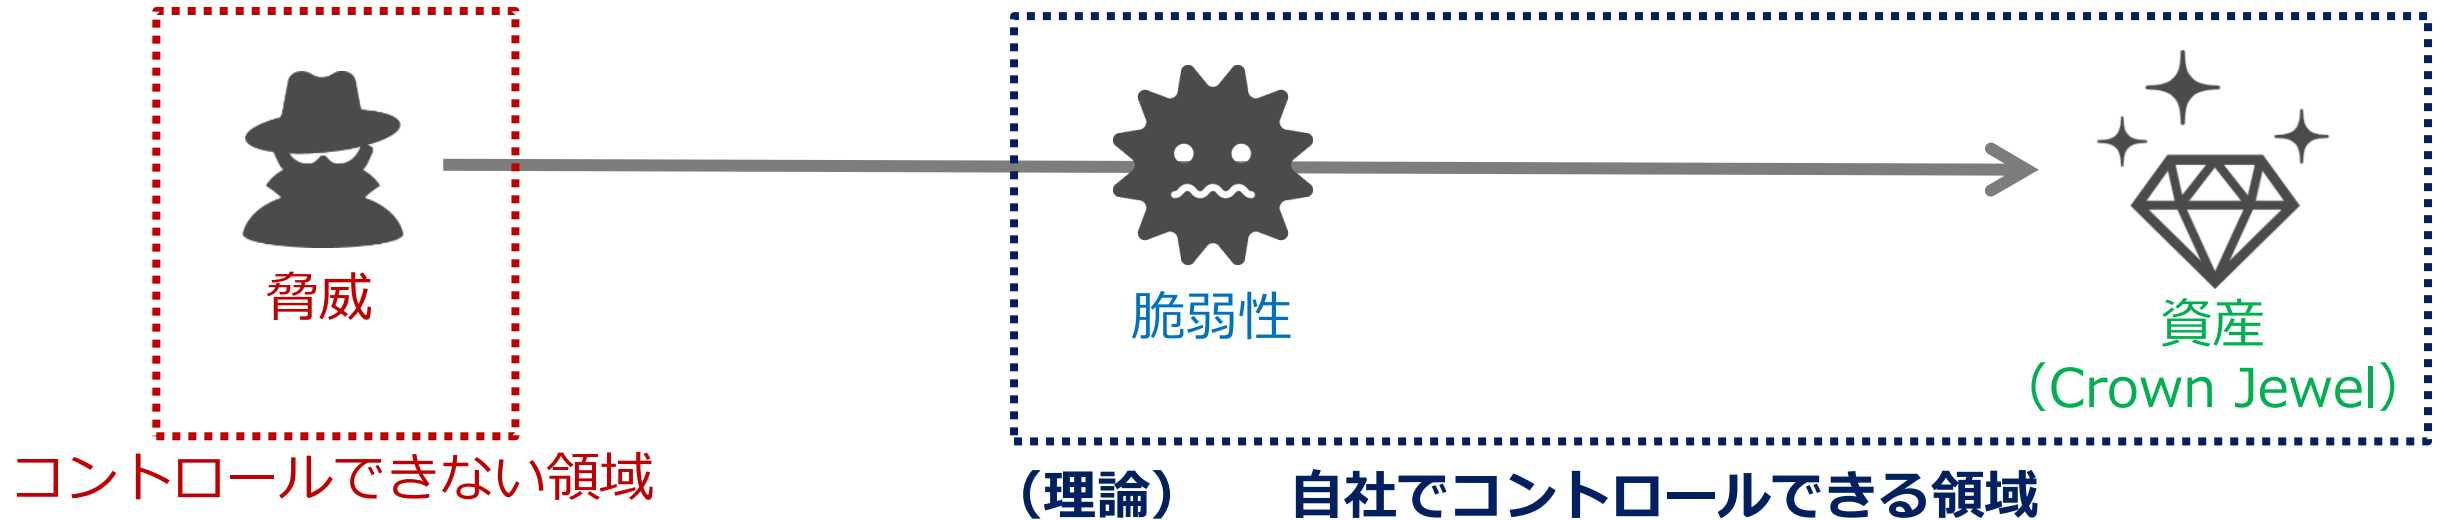 脅威
脆弱性
資産
（Crown Jewel）
コントロールできない領域
（理論）　　自社でコントロールできる領域